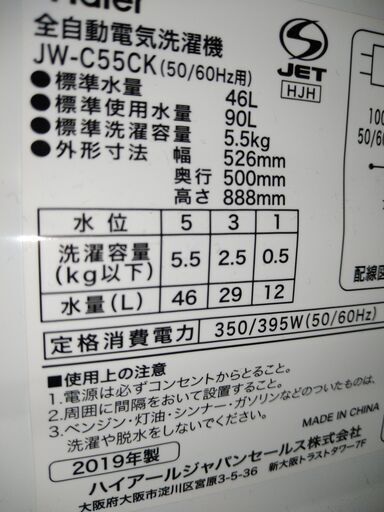 Haier
全自動電気洗濯機
JW-C55CK(50/60Hz用)
●標準水量 46L
●標準使用水量 90L
●標準洗濯容量 5.5kg
●外形寸法 幅 526mm
奥行 500mm
高さ 888mm
S
JET
HJH
100
50/60
水位 5 3 1
洗濯容量(kg以下) 5.5 2.5 0.5
水量(L) 46 29 12
配線図
定格消費電力 350/395W(50/60Hz)
■使用上の注意
1.電源は必ずコンセントからとること。
2.周囲に間隔をおいて設置すること。
3.ベンジン・灯油・シンナー・ガソリンなどのついたものは、
洗濯や脱水をしないでください。
MADE IN CHINA
2019年製
ハイアールジャパンセールス株式会社
大阪府大阪市淀川区宮原3-5-36 新大阪トラストタワー7F